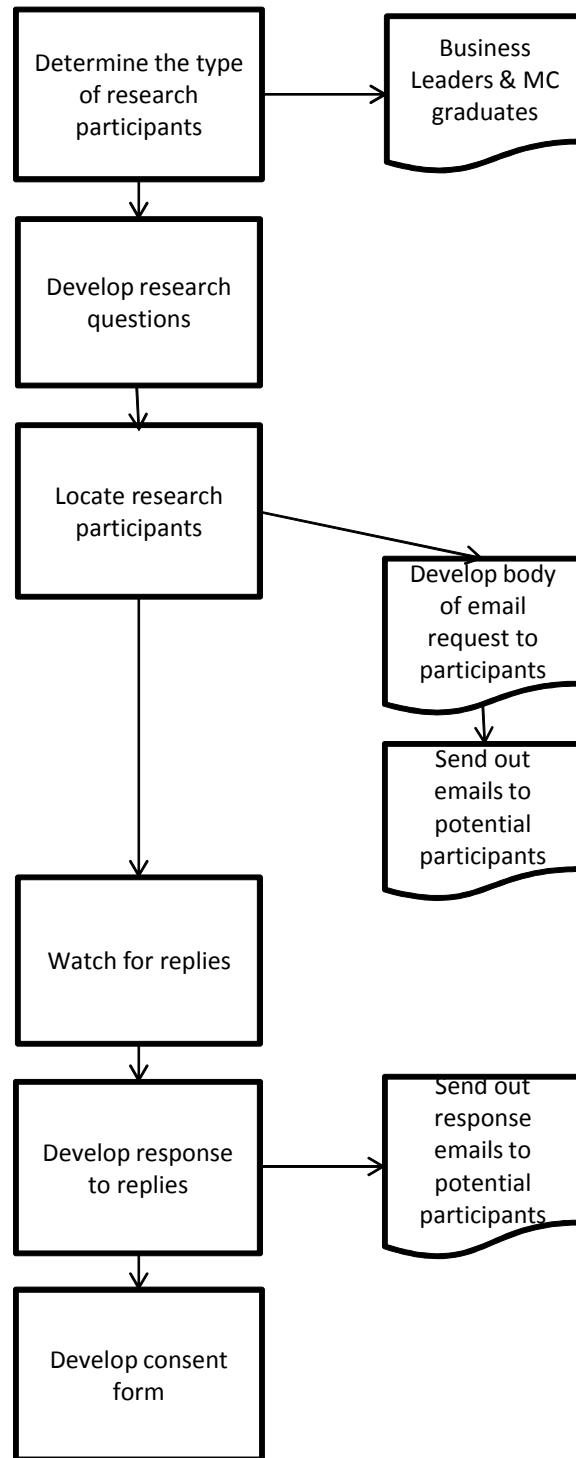 Determine the type
of research
participants
Business
Leaders & MC
graduates
Develop research
questions
Locate research
participants
Develop body
of email
request to
participants
Send out
emails to
potential
participants
Watch for replies
Develop response
to replies
Send out
response
emails to
potential
participants
Develop consent
form